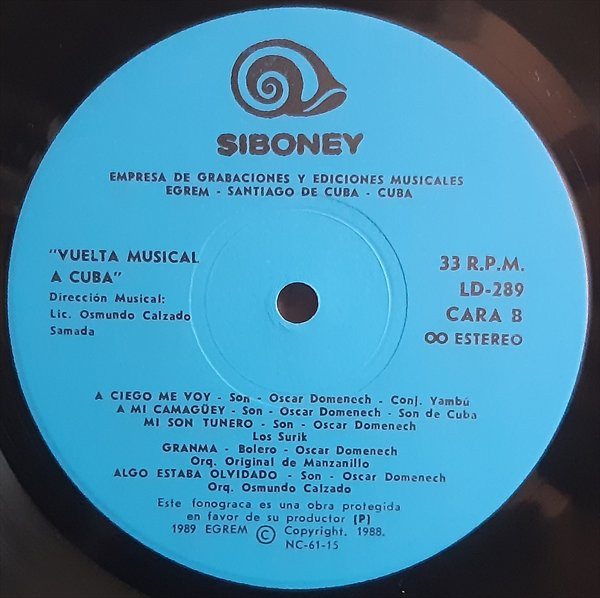 SIBONEY
EMPRESA DE GRABACIONES Y EDICIONES MUSICALES
EGREM - SANTIAGO DE CUBA - CUBA
"VUELTA MUSICAL
A CUBA"
Dirección Musical:
Lic. Osmundo Calzado
Samada
33 R.P.M.
LD-289
CARA B
∞ ESTEREO
A CIEGO ME VOY - Son - Oscar Domenech - Conj. Yambú
A MI CAMAGÜEY - Son - Oscar Domenech - Son de Cuba
MI SON TUNERO - Son - Oscar Domenech
Los Surik
GRANMA - Bolero - Oscar Domenech
Orq. Original de Manzanillo
ALGO ESTABA OLVIDADO - Son - Oscar Domenech
Orq. Osmundo Calzado
Este fonograca es una obra protegida
en favor de su productor (P)
1989 EGREM © Copyright. 1988.
NC-61-15